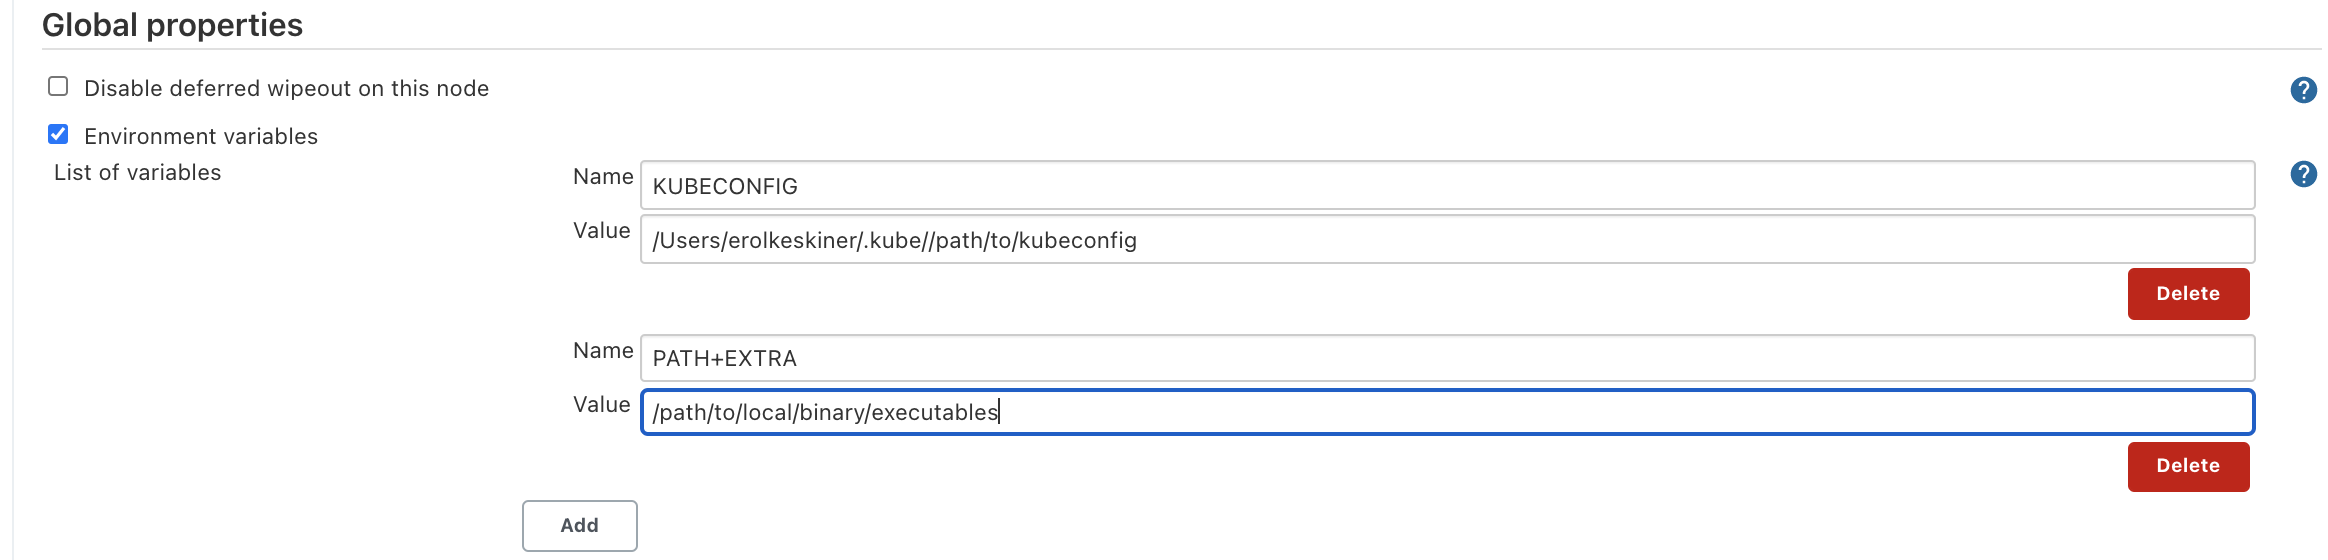 Global properties
Disable deferred wipeout on this node
?
Environment variables
List of variables
Name KUBECONFIG
?
Value /Users/erolkeskiner/.kube//path/to/kubeconfig
Delete
Name PATH+EXTRA
Value /path/to/local/binary/executables
Delete
Add